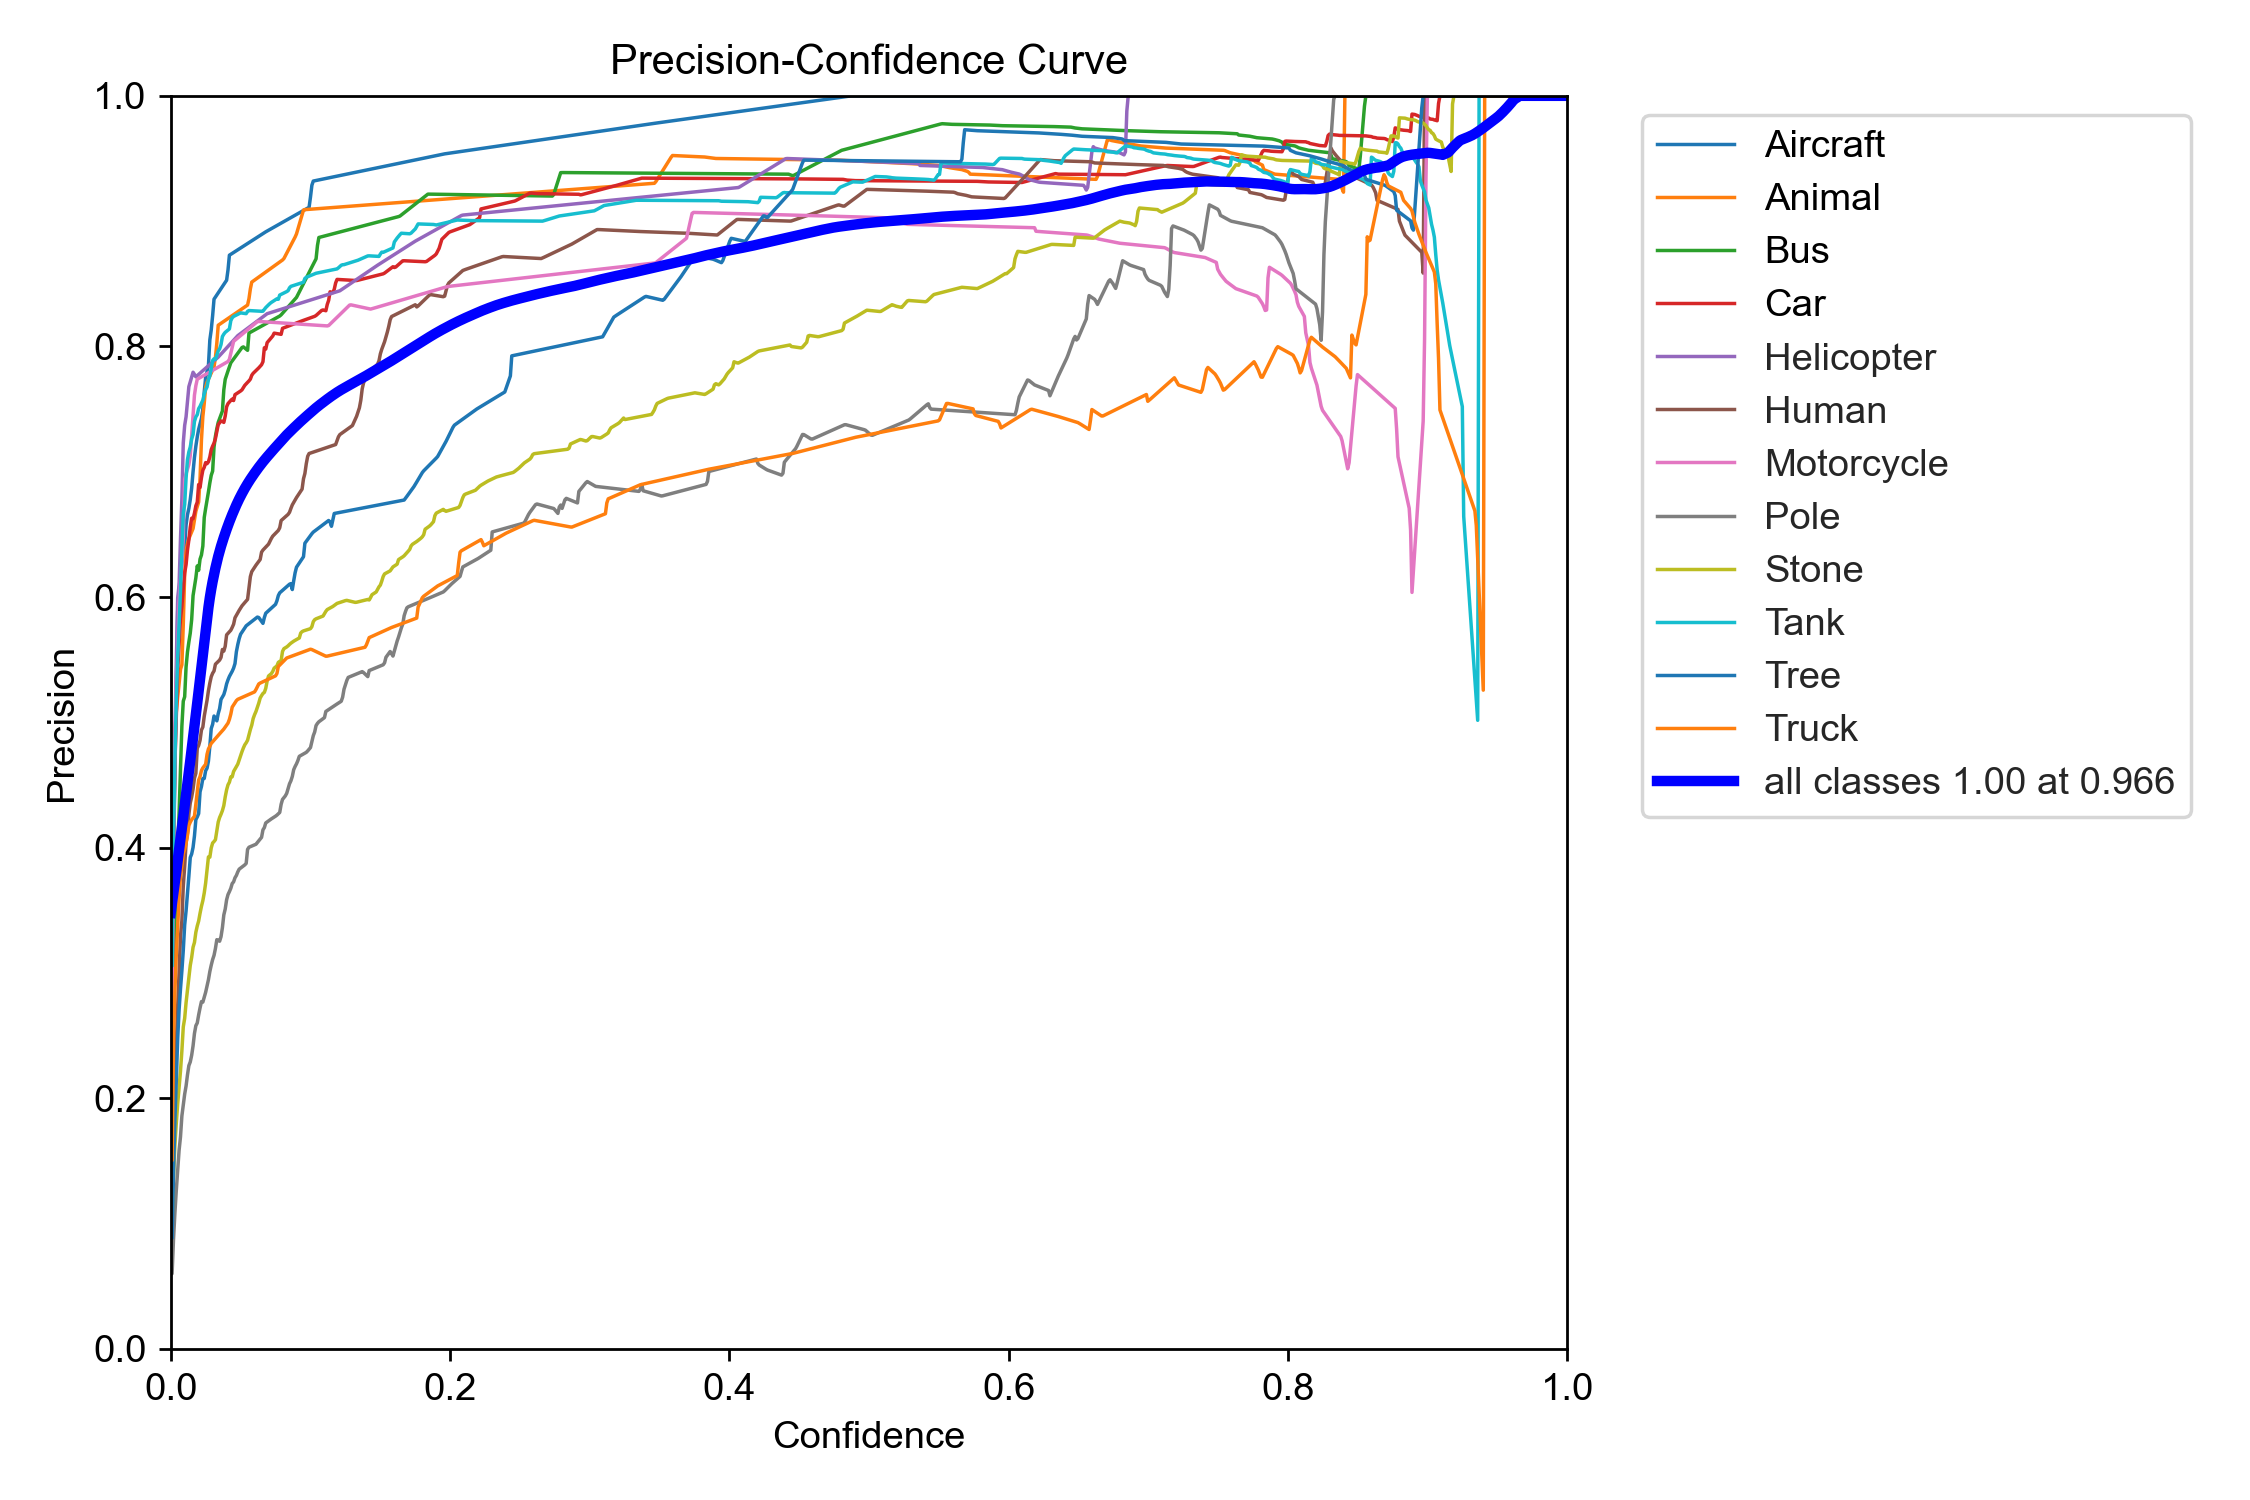 Precision-Confidence Curve
1.0
0.8
0.6
0.4
0.2
0.0
Precision
0.0 0.2 0.4 0.6 0.8 1.0
Confidence
Aircraft
Animal
Bus
Car
Helicopter
Human
Motorcycle
Pole
Stone
Tank
Tree
Truck
all classes 1.00 at 0.966